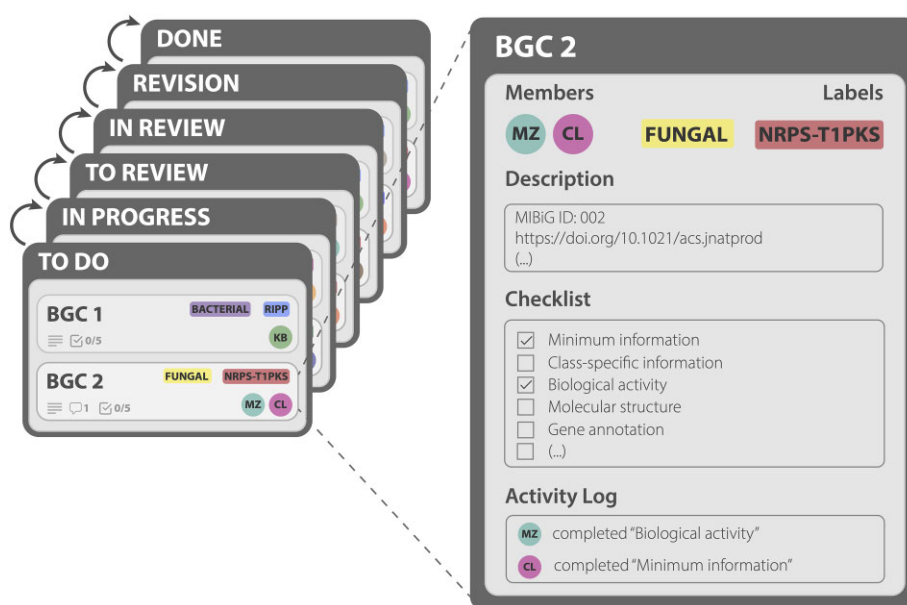 DONE
REVISION
IN REVIEW
TO REVIEW
IN PROGRESS
TO DO
BGC 1
BACTERIAL RIPP
0/5
KB
BGC 2
FUNGAL NRPS-T1PKS
1 0/5
MZ CL
BGC 2
Members Labels
MZ CL FUNGAL NRPS-T1PKS
Description
MIBiG ID: 002
https://doi.org/10.1021/acs.jnatprod
(...)
Checklist
Minimum information
Class-specific information
Biological activity
Molecular structure
Gene annotation
(...)
Activity Log
MZ completed “Biological activity”
CL completed “Minimum information”